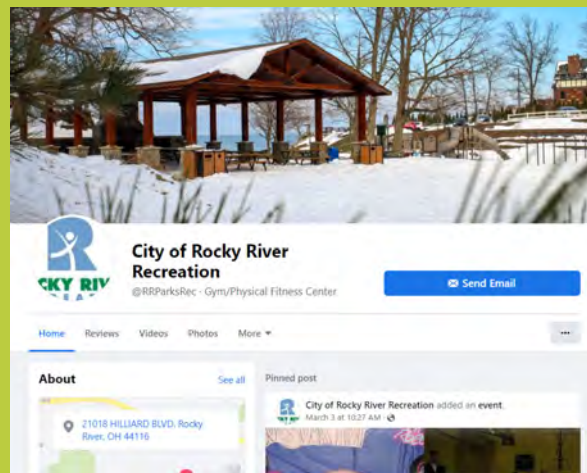 CKY RIV
City of Rocky River
Recreation
@RRParksRec · Gym/Physical Fitness Center
Send Email
Home Reviews Videos Photos More
About See all
21018 HILLIARD BLVD. Rocky
River, OH 44116
Pinned post
City of Rocky River Recreation added an event.
March 3 at 10:27 AM ·